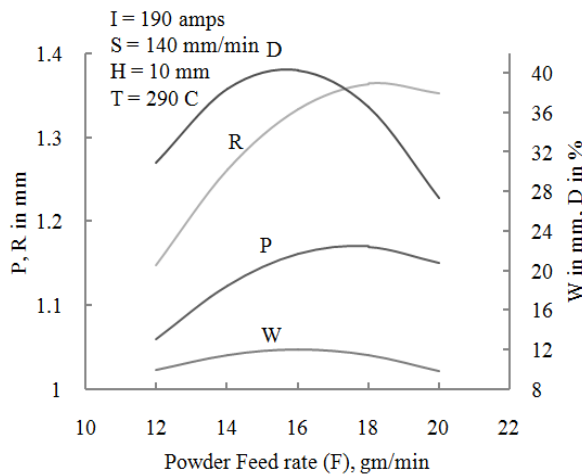 I = 190 amps
S = 140 mm/min
H = 10 mm
T = 290 C
D
R
P
W
P, R in mm
1.4
1.3
1.2
1.1
1
W in mm, D in %
40
36
32
28
24
20
16
12
8
10 12 14 16 18 20 22
Powder Feed rate (F), gm/min